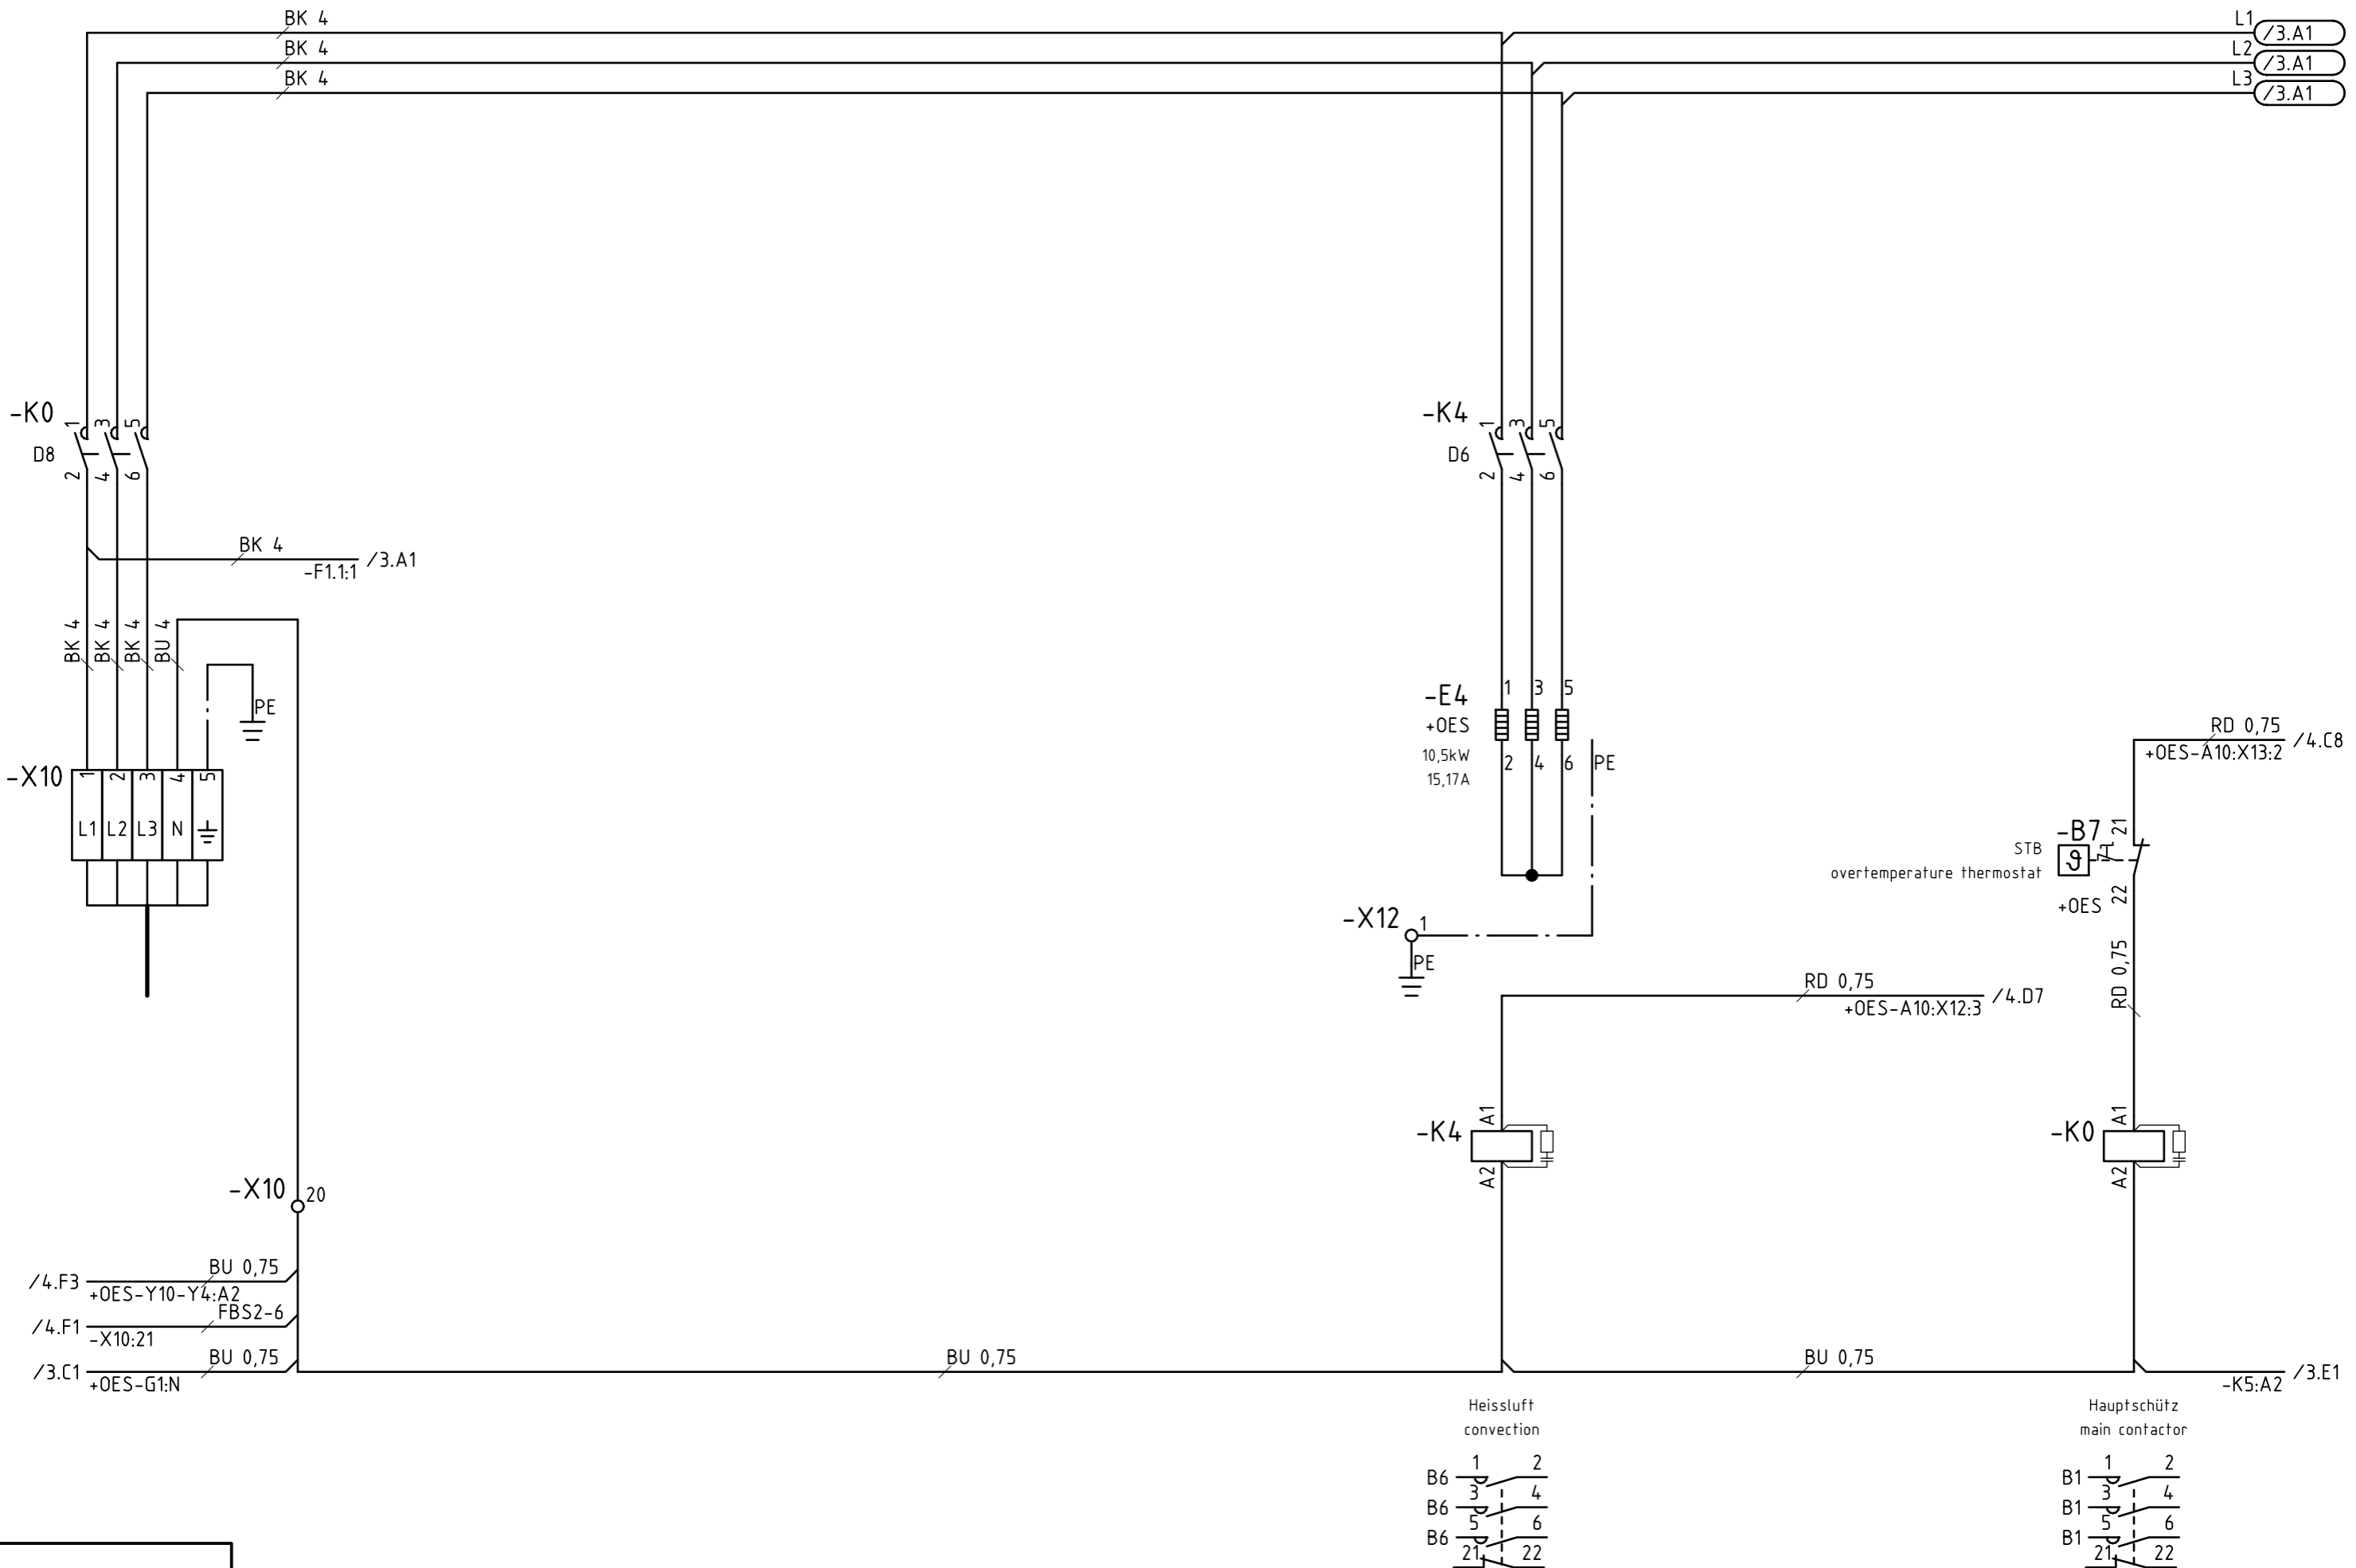 BK 4
L1 /3.A1
BK 4
L2 /3.A1
BK 4
L3 /3.A1
-K0 1 3 5
D8
2 4 6
-K4 1 3 5
D6
2 4 6
BK 4
-F1.1:1 /3.A1
BK 4 BK 4 BK 4 BU 4
PE
-X10 1 2 3 4 5
L1 L2 L3 N
-E4 1 3 5
+OES
10,5kW
15,17A
2 4 6 PE
RD 0,75
+OES-A10:X13:2 /4.C8
-B7 21
STB
ϑ
overtemperature thermostat
+OES 22
-X12 1
PE
RD 0,75
+OES-A10:X12:3 /4.D7
RD 0,75
-K4 A1
A2
-K0 A1
A2
-X10 20
/4.F3 BU 0,75
+OES-Y10-Y4:A2
/4.F1 FBS2-6
-X10:21
/3.C1 BU 0,75
+OES-G1:N
BU 0,75
BU 0,75
-K5:A2 /3.E1
Heissluft
convection
B6 1 2
B6 3 4
B6 5 6
21 22
Hauptschütz
main contactor
B1 1 2
B1 3 4
B1 5 6
21 22